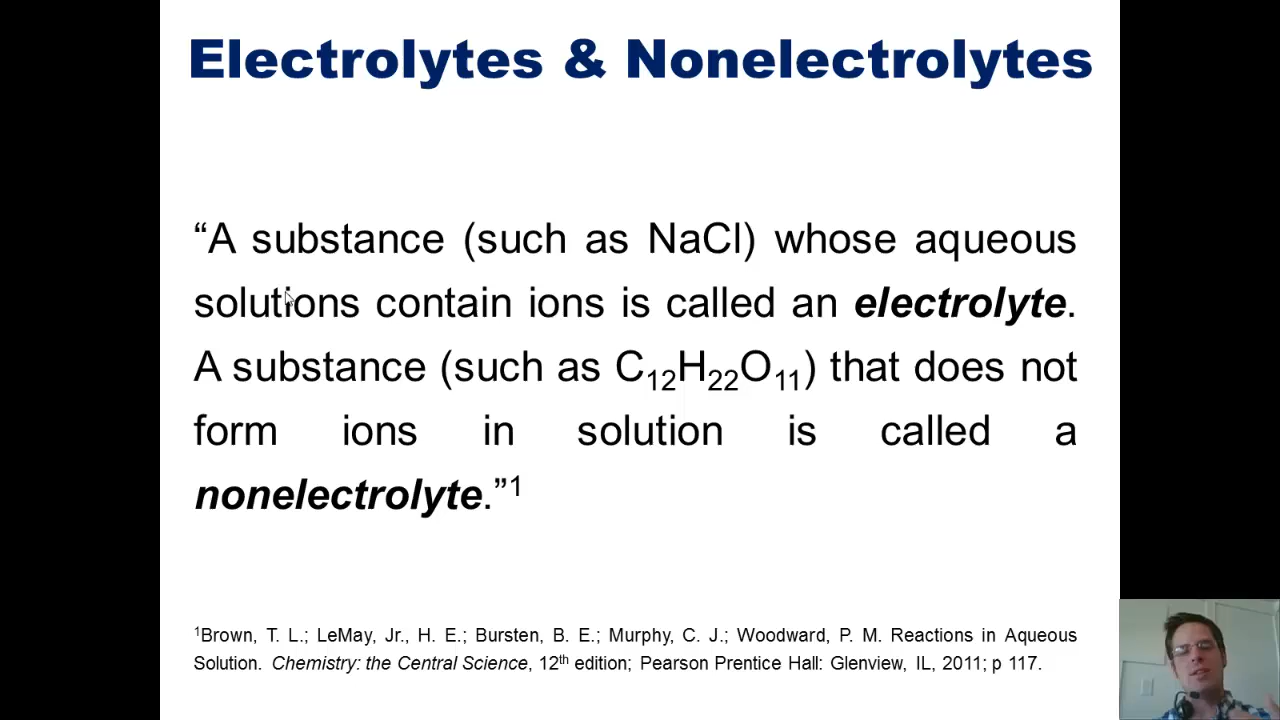 Electrolytes & Nonelectrolytes
“A substance (such as NaCl) whose aqueous
solutions contain ions is called an electrolyte.
A substance (such as C₁₂H₂₂O₁₁) that does not
form ions in solution is called a
nonelectrolyte.”¹
¹Brown, T. L.; LeMay, Jr., H. E.; Bursten, B. E.; Murphy, C. J.; Woodward, P. M. Reactions in Aqueous
Solution. Chemistry: the Central Science, 12ᵗʰ edition; Pearson Prentice Hall: Glenview, IL, 2011; p 117.